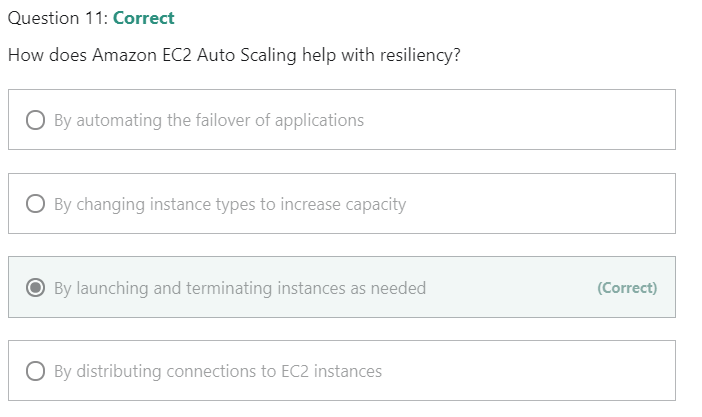 Question 11: Correct
How does Amazon EC2 Auto Scaling help with resiliency?
By automating the failover of applications
By changing instance types to increase capacity
By launching and terminating instances as needed (Correct)
By distributing connections to EC2 instances